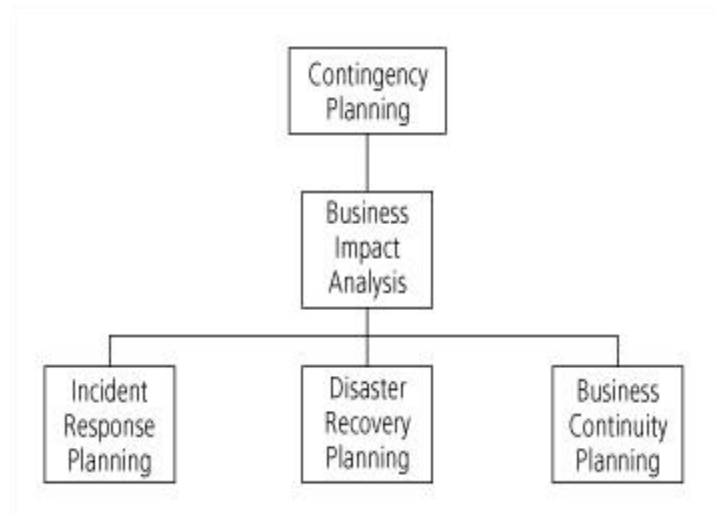 Contingency
Planning
Business
Impact
Analysis
Incident
Response
Planning
Disaster
Recovery
Planning
Business
Continuity
Planning